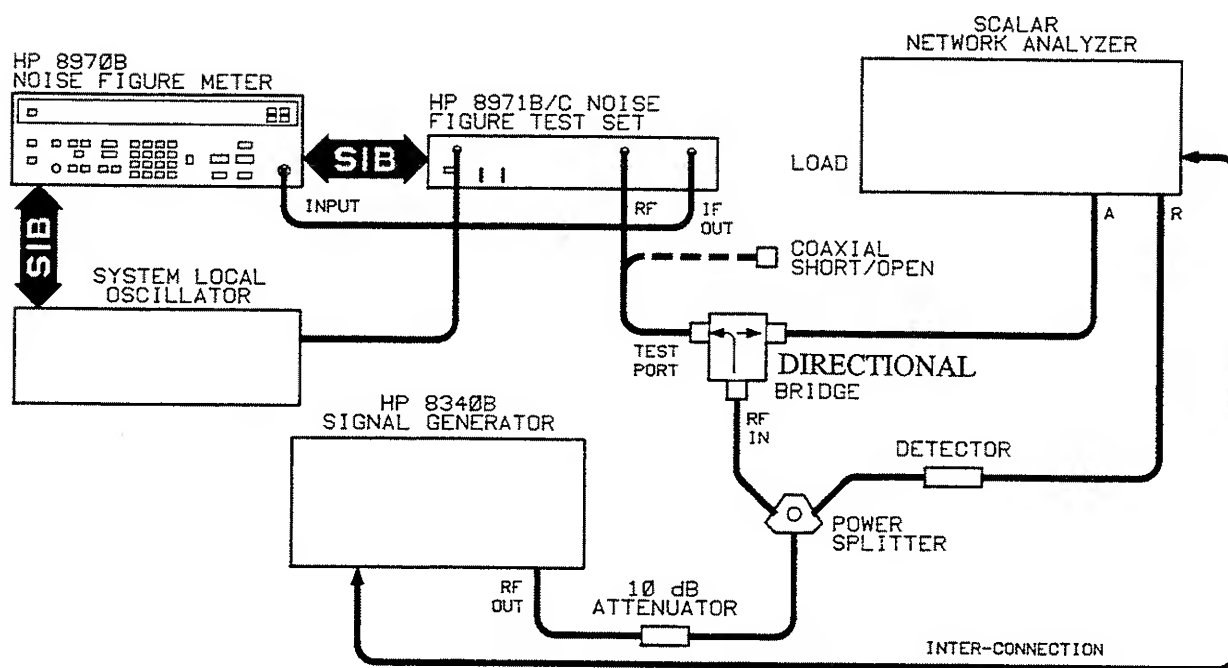 SCALAR
NETWORK ANALYZER
HP 8970B
NOISE FIGURE METER
HP 8971B/C NOISE
FIGURE TEST SET
SIB
LOAD
INPUT
RF
IF
OUT
A
R
SIB
COAXIAL
SHORT/OPEN
SYSTEM LOCAL
OSCILLATOR
TEST
PORT
DIRECTIONAL
BRIDGE
HP 8340B
SIGNAL GENERATOR
RF
IN
DETECTOR
POWER
SPLITTER
RF
OUT
10 dB
ATTENUATOR
INTER-CONNECTION